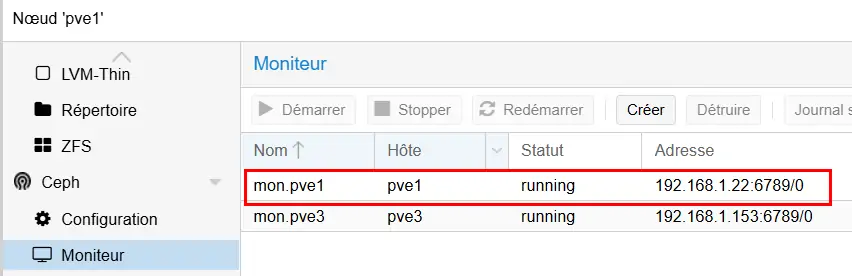 Nœud 'pve1'
LVM-Thin
Répertoire
ZFS
Ceph
Configuration
Moniteur
Moniteur
Démarrer Stopper Redémarrer Créer Détruire Journal s
Nom Hôte Statut Adresse
mon.pve1 pve1 running 192.168.1.22:6789/0
mon.pve3 pve3 running 192.168.1.153:6789/0